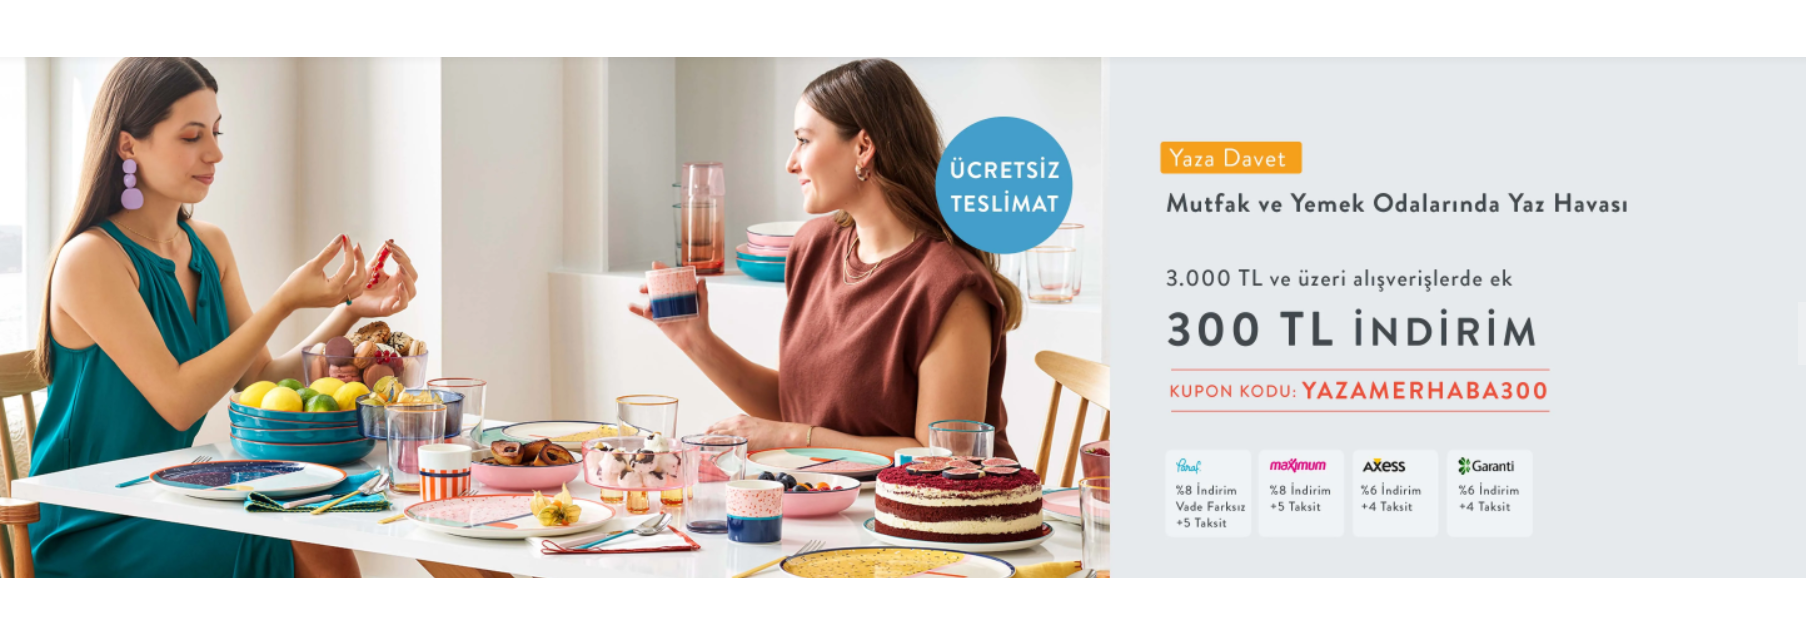 ÜCRETSİZ
TESLİMAT
Yaza Davet
Mutfak ve Yemek Odalarında Yaz Havası
3.000 TL ve üzeri alışverişlerde ek
300 TL İNDİRİM
KUPON KODU: YAZAMERHABA300
Paraf
%8 İndirim
Vade Farksız
+5 Taksit
maximum
%8 İndirim
+5 Taksit
AXess
%6 İndirim
+4 Taksit
Garanti
%6 İndirim
+4 Taksit